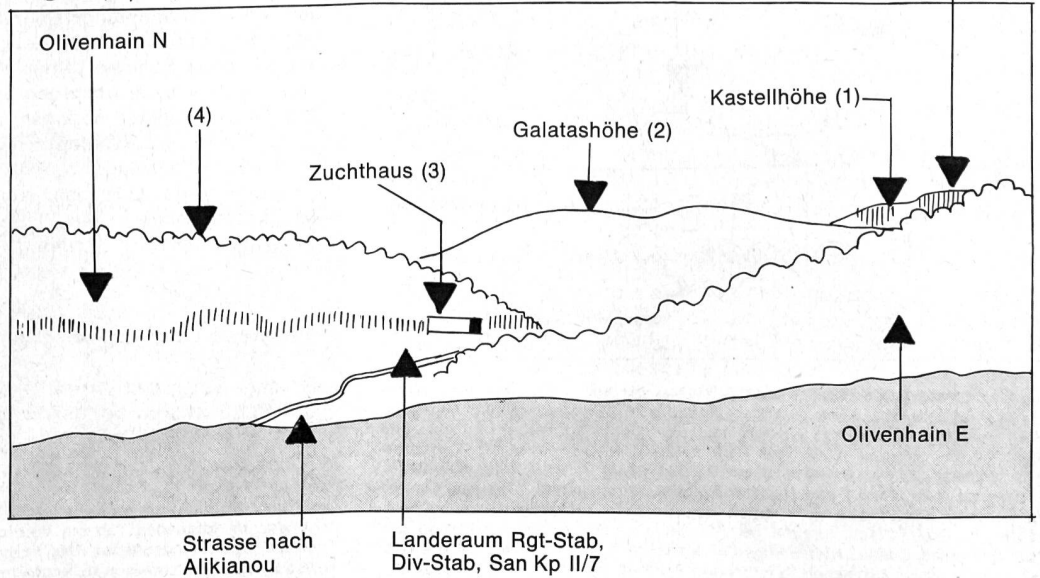 Olivenhain N
(4)
Kastellhöhe (1)
Galatashöhe (2)
Zuchthaus (3)
Olivenhain E
Strasse nach
Alikianou
Landeraum Rgt-Stab,
Div-Stab, San Kp II/7